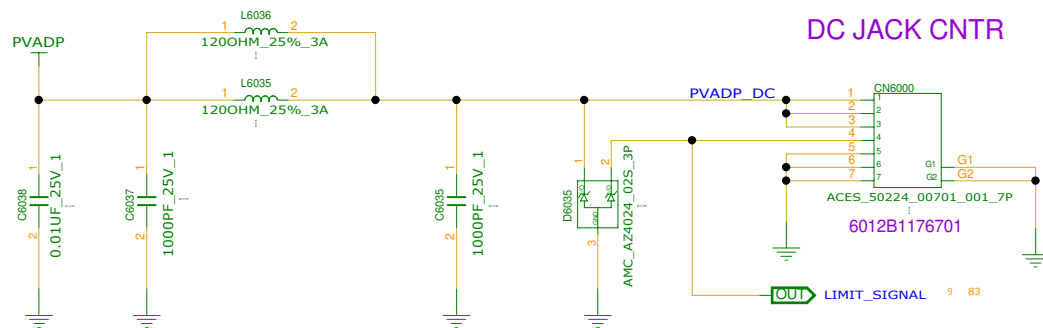 DC JACK CNTR
L6036
1 2
120OHM_25%_3A
PVADP
L6035
1 2
120OHM_25%_3A
PVADP_DC
CN6000
1 1
2 2
3 3
4 4
5 5
6 6
7 7
G1 G1
G2 G2
ACES_50224_00701_001_7P
6012B1176701
1
C6038
2
0.01UF_25V_1
1
C6037
2
1000PF_25V_1
1
C6035
2
1000PF_25V_1
1
2
D6035
GND
3
AMC_AZ4024_02S_3P
OUT LIMIT_SIGNAL 9 83